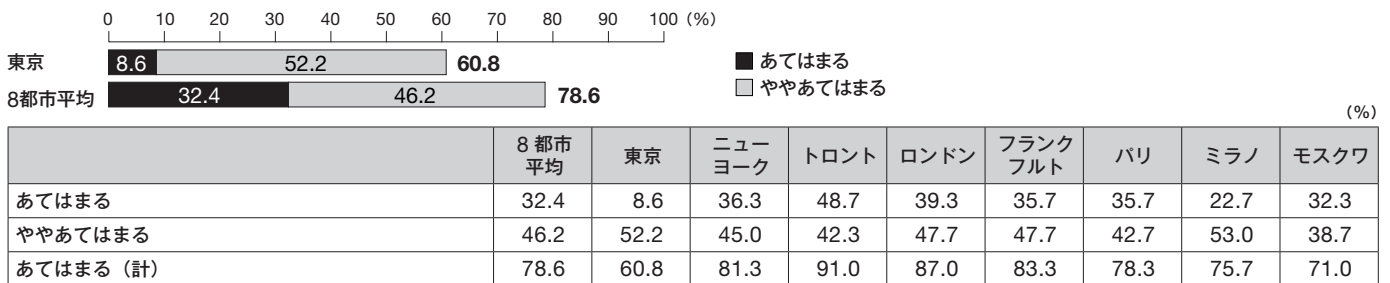 0 10 20 30 40 50 60 70 80 90 100 (%)
東京 8.6 52.2 60.8
8都市平均 32.4 46.2 78.6
あてはまる
ややあてはまる
(%)
8 都市平均 東京 ニューヨーク トロント ロンドン フランクフルト パリ ミラノ モスクワ
あてはまる 32.4 8.6 36.3 48.7 39.3 35.7 35.7 22.7 32.3
ややあてはまる 46.2 52.2 45.0 42.3 47.7 47.7 42.7 53.0 38.7
あてはまる（計） 78.6 60.8 81.3 91.0 87.0 83.3 78.3 75.7 71.0